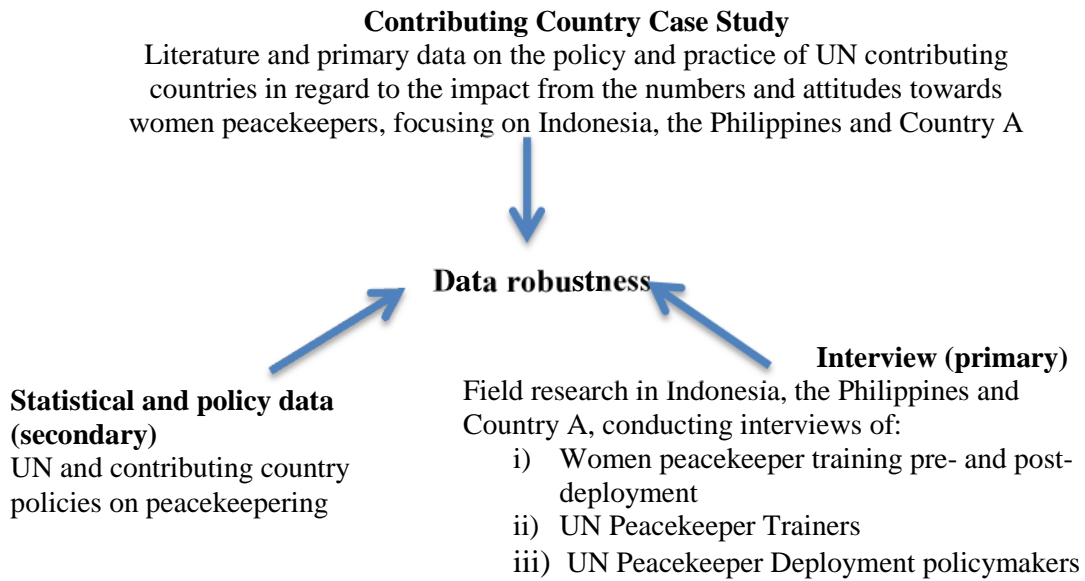 Contributing Country Case Study
Literature and primary data on the policy and practice of UN contributing
countries in regard to the impact from the numbers and attitudes towards
women peacekeepers, focusing on Indonesia, the Philippines and Country A
Data robustness
Statistical and policy data
(secondary)
UN and contributing country
policies on peacekeepering
Interview (primary)
Field research in Indonesia, the Philippines and
Country A, conducting interviews of:
i) Women peacekeeper training pre- and post-
deployment
ii) UN Peacekeeper Trainers
iii) UN Peacekeeper Deployment policymakers